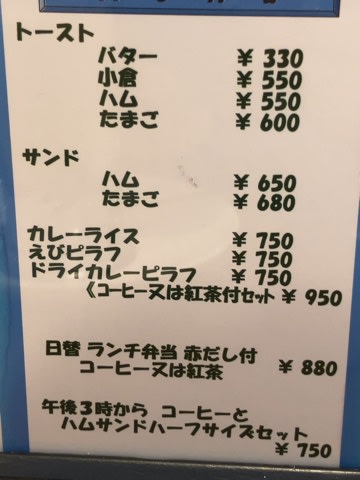 トースト
バター ¥ 330
小倉 ¥ 550
ハム ¥ 550
たまご ¥ 600
サンド
ハム ¥ 650
たまご ¥ 680
カレーライス ¥ 750
えびピラフ ¥ 750
ドライカレーピラフ ¥ 750
《コーヒー又は紅茶付セット ¥ 950
日替 ランチ弁当 赤だし付
コーヒー又は紅茶 ¥ 880
午後3時から コーヒーと
ハムサンドハーフサイズセット
¥ 750